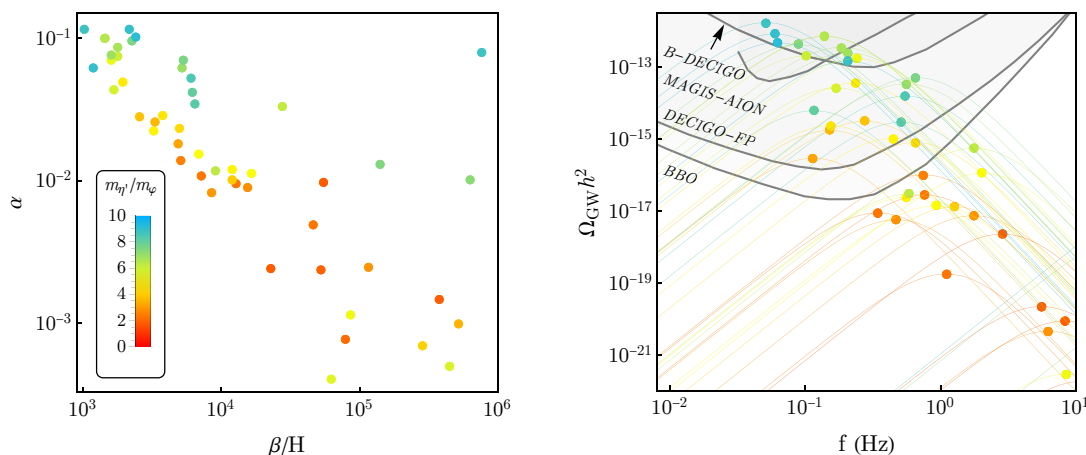 α
10⁻¹
10⁻²
10⁻³
m_η'/m_φ
10
8
6
4
2
0
10³
10⁴
10⁵
10⁶
β/H
Ω_GW h²
10⁻¹³
10⁻¹⁵
10⁻¹⁷
10⁻¹⁹
10⁻²¹
B-DECIGO
MAGIS-AION
DECIGO-FP
BBO
10⁻²
10⁻¹
10⁰
10¹
f (Hz)